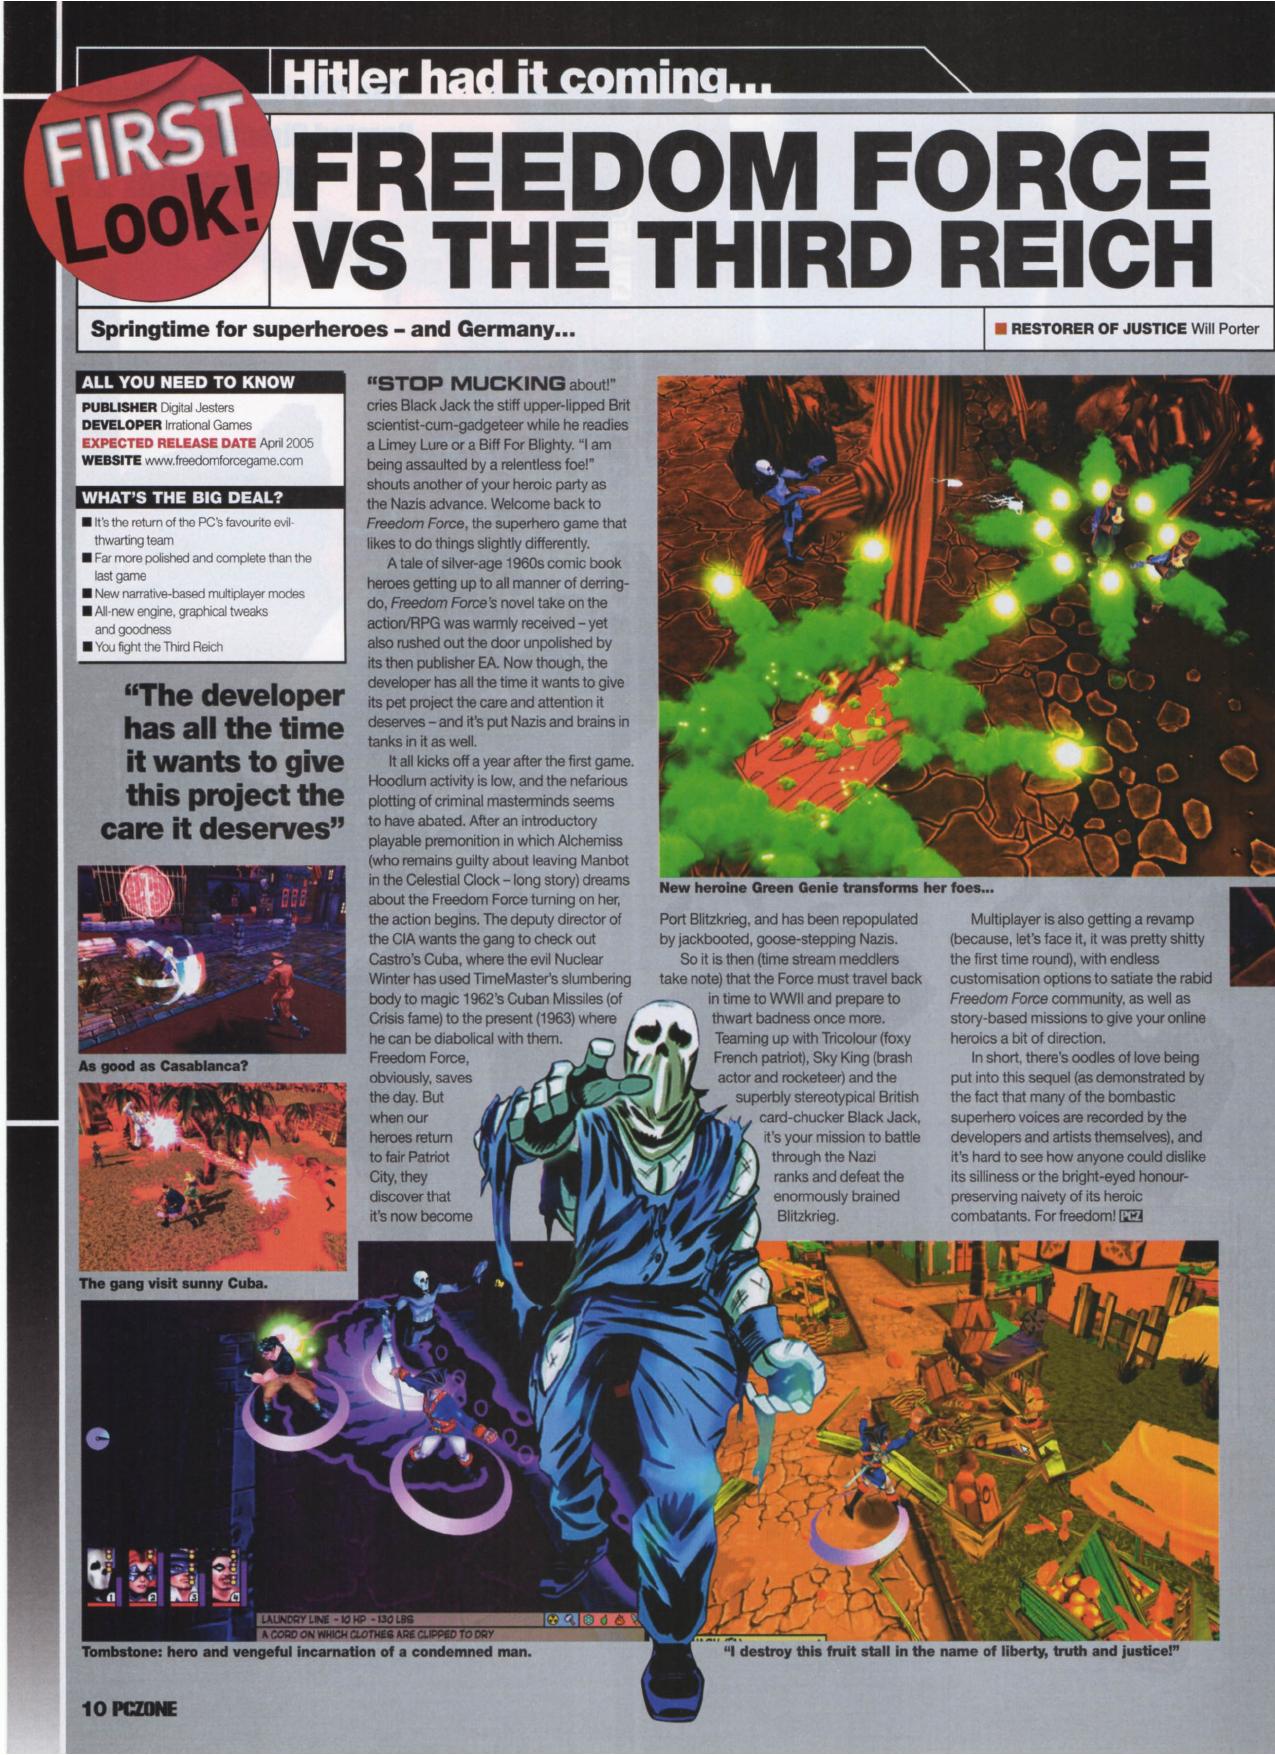 Hitler had it coming...
FIRST
Look!
FREEDOM FORCE
VS THE THIRD REICH
Springtime for superheroes – and Germany...
RESTORER OF JUSTICE Will Porter
ALL YOU NEED TO KNOW
PUBLISHER Digital Jesters
DEVELOPER Irrational Games
EXPECTED RELEASE DATE April 2005
WEBSITE www.freedomforcegame.com
WHAT'S THE BIG DEAL?
■ It's the return of the PC's favourite evil-
thwarting team
■ Far more polished and complete than the
last game
■ New narrative-based multiplayer modes
■ All-new engine, graphical tweaks
and goodness
■ You fight the Third Reich
“The developer
has all the time
it wants to give
this project the
care it deserves”
As good as Casablanca?
The gang visit sunny Cuba.
“STOP MUCKING about!”
cries Black Jack the stiff upper-lipped Brit
scientist-cum-gadgeteer while he readies
a Limey Lure or a Biff For Blighty. “I am
being assaulted by a relentless foe!”
shouts another of your heroic party as
the Nazis advance. Welcome back to
Freedom Force, the superhero game that
likes to do things slightly differently.
A tale of silver-age 1960s comic book
heroes getting up to all manner of derring-
do, Freedom Force's novel take on the
action/RPG was warmly received – yet
also rushed out the door unpolished by
its then publisher EA. Now though, the
developer has all the time it wants to give
its pet project the care and attention it
deserves – and it's put Nazis and brains in
tanks in it as well.
It all kicks off a year after the first game.
Hoodlum activity is low, and the nefarious
plotting of criminal masterminds seems
to have abated. After an introductory
playable premonition in which Alchemiss
(who remains guilty about leaving Manbot
in the Celestial Clock – long story) dreams
about the Freedom Force turning on her,
the action begins. The deputy director of
the CIA wants the gang to check out
Castro's Cuba, where the evil Nuclear
Winter has used TimeMaster's slumbering
body to magic 1962's Cuban Missiles (of
Crisis fame) to the present (1963) where
he can be diabolical with them.
Freedom Force,
obviously, saves
the day. But
when our
heroes return
to fair Patriot
City, they
discover that
it's now become
New heroine Green Genie transforms her foes...
Port Blitzkrieg, and has been repopulated
by jackbooted, goose-stepping Nazis.
So it is then (time stream meddlers
take note) that the Force must travel back
in time to WWII and prepare to
thwart badness once more.
Teaming up with Tricolour (foxy
French patriot), Sky King (brash
actor and rocketeer) and the
superbly stereotypical British
card-chucker Black Jack,
it's your mission to battle
through the Nazi
ranks and defeat the
enormously brained
Blitzkrieg.
Multiplayer is also getting a revamp
(because, let's face it, it was pretty shitty
the first time round), with endless
customisation options to satiate the rabid
Freedom Force community, as well as
story-based missions to give your online
heroics a bit of direction.
In short, there's oodles of love being
put into this sequel (as demonstrated by
the fact that many of the bombastic
superhero voices are recorded by the
developers and artists themselves), and
it's hard to see how anyone could dislike
its silliness or the bright-eyed honour-
preserving naivety of its heroic
combatants. For freedom! PCZ
1 2 3 4
LAUNDRY LINE - 10 HP - 130 LBS
A CORD ON WHICH CLOTHES ARE CLIPPED TO DRY
Tombstone: hero and vengeful incarnation of a condemned man.
“I destroy this fruit stall in the name of liberty, truth and justice!”
10 PCZONE